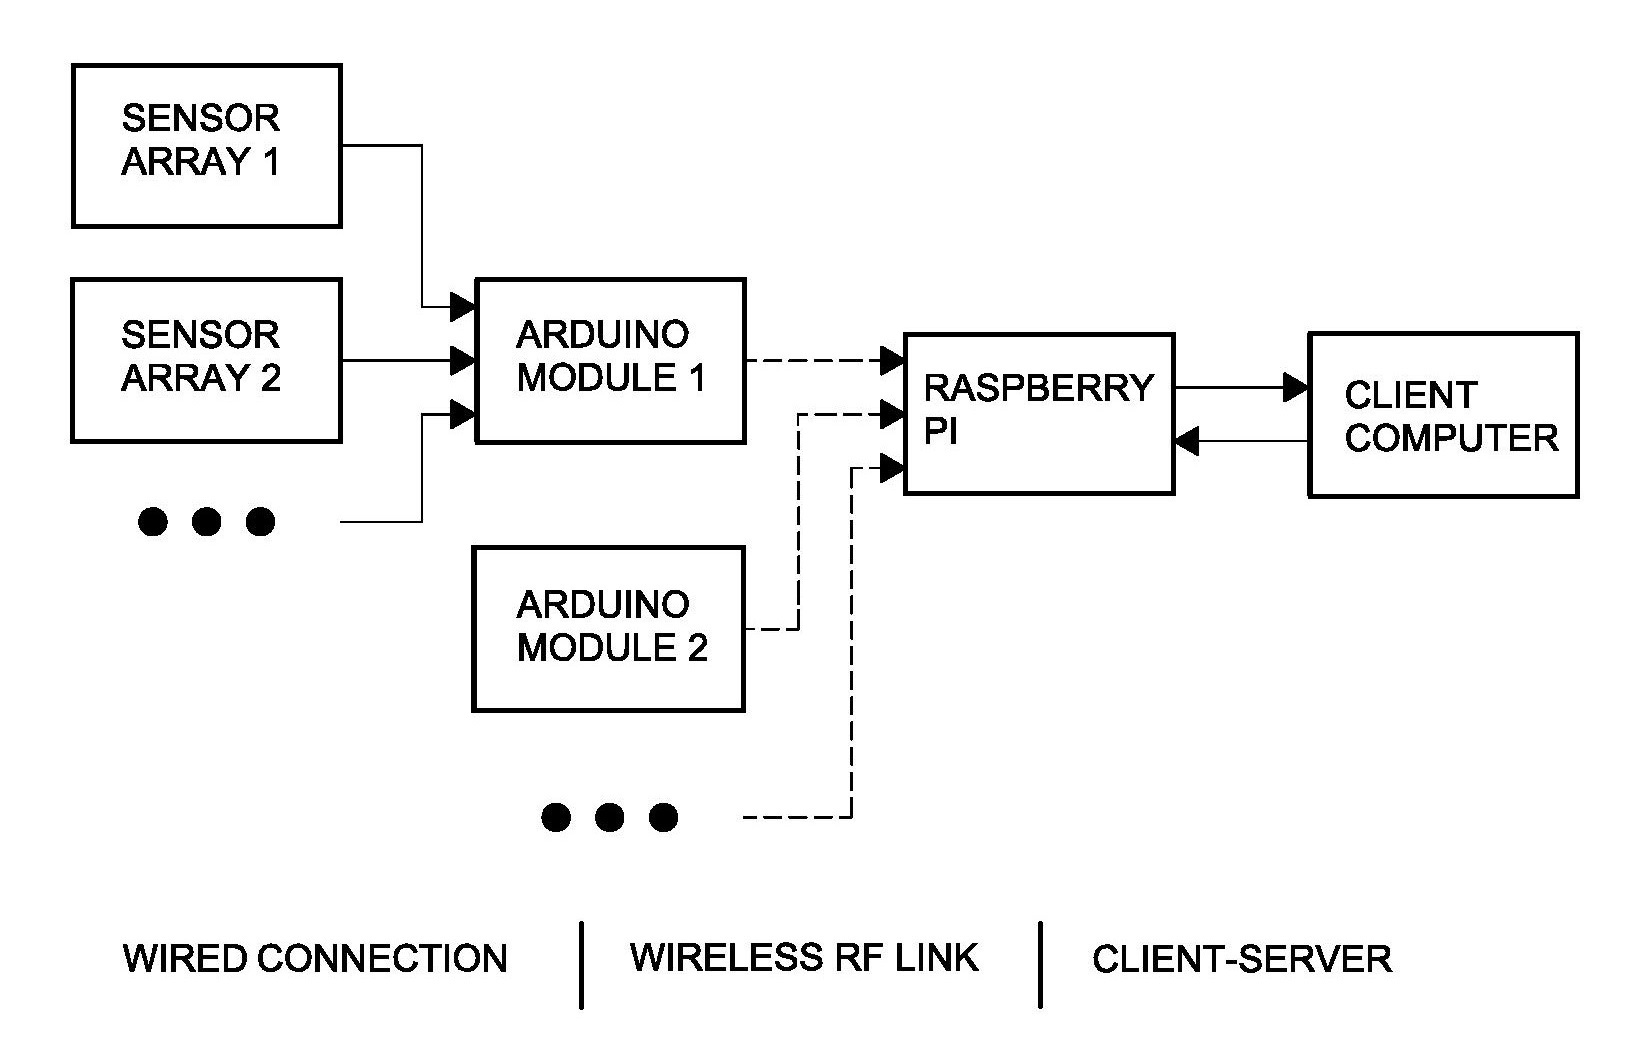 SENSOR
ARRAY 1
SENSOR
ARRAY 2
ARDUINO
MODULE 1
RASPBERRY
PI
CLIENT
COMPUTER
ARDUINO
MODULE 2
WIRED CONNECTION
WIRELESS RF LINK
CLIENT-SERVER